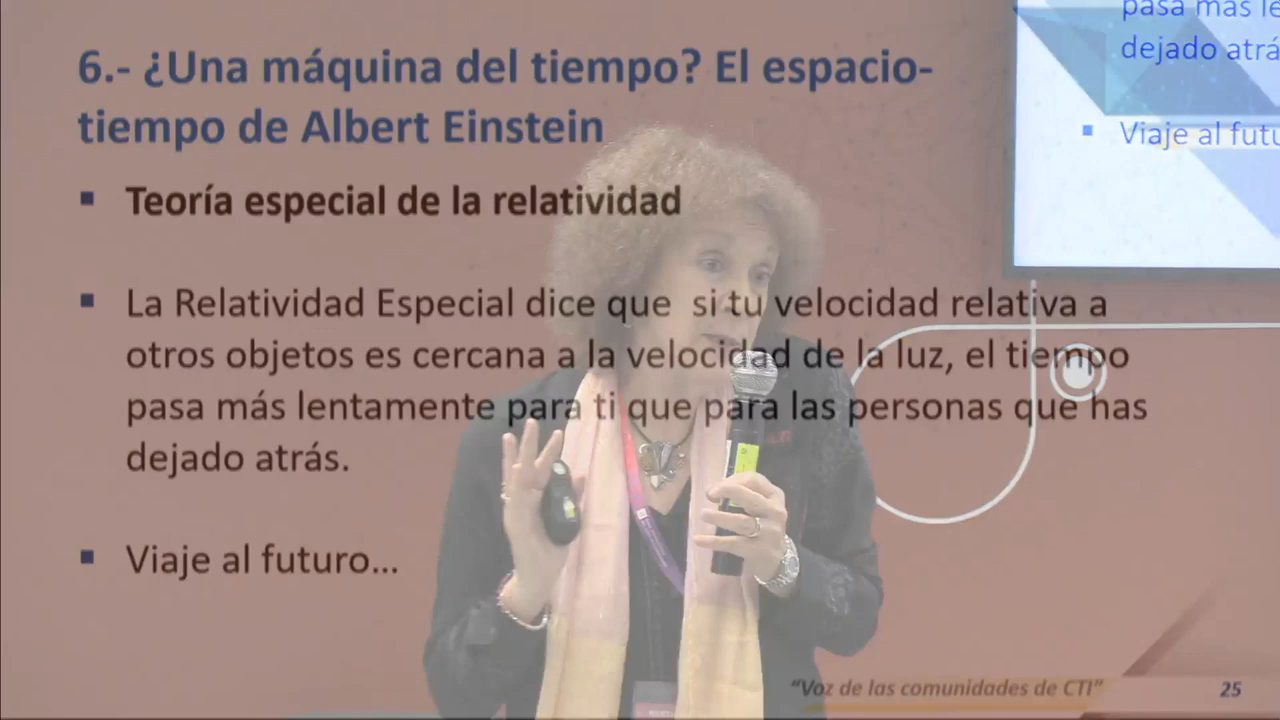 6.- ¿Una máquina del tiempo? El espacio-
tiempo de Albert Einstein
Teoría especial de la relatividad
La Relatividad Especial dice que si tu velocidad relativa a
otros objetos es cercana a la velocidad de la luz, el tiempo
pasa más lentamente para ti que para las personas que has
dejado atrás.
Viaje al futuro...
"Voz de las comunidades de CTI"
25
pasa más le
dejado atrá
Viaje al futu